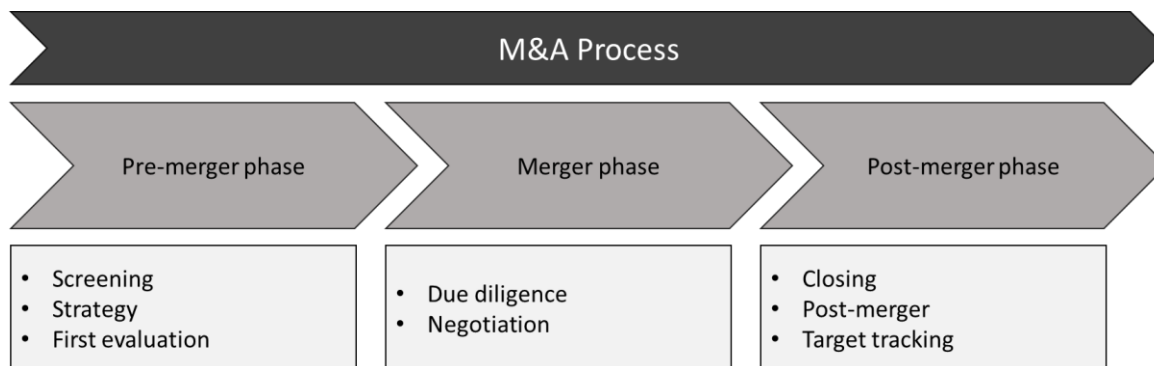 M&A Process
Pre-merger phase
Merger phase
Post-merger phase
• Screening
• Strategy
• First evaluation
• Due diligence
• Negotiation
• Closing
• Post-merger
• Target tracking